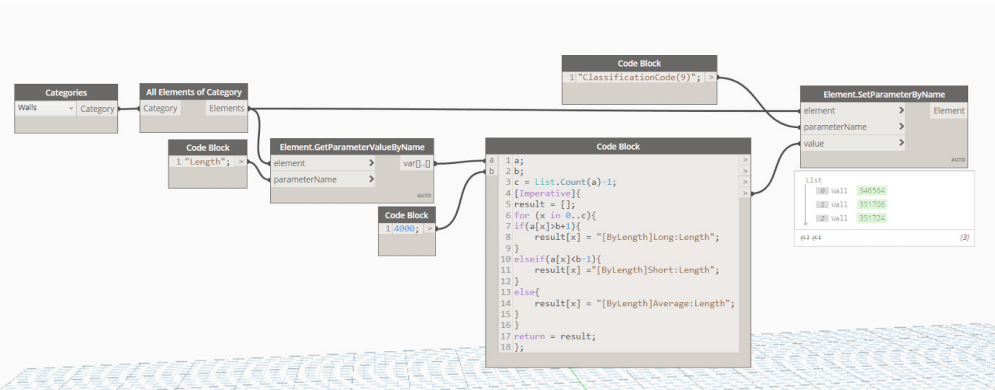 Categories
Walls
Category
All Elements of Category
Category
Elements
Code Block
1 "Length"; >
Element.GetParameterValueByName
element > var[]..[]
parameterName >
AUTO
Code Block
1 4000; >
Code Block
a
b
1 a;
2 b;
3 c = List.Count(a)-1;
4 [Imperative]{
5 result = [];
6 for (x in 0..c){
7 if(a[x]>b+1){
8 result[x] = "[ByLength]Long:Length";
9 }
10 elseif(a[x]<b-1){
11 result[x] ="[ByLength]Short:Length";
12 }
13 else{
14 result[x] = "[ByLength]Average:Length";
15 }
16 }
17 return = result;
18 };
>
>
>
>
Code Block
1 "ClassificationCode(9)"; >
Element.SetParameterByName
element > Element
parameterName >
value >
AUTO
List
0 Wall 346564
1 Wall 351706
2 Wall 351724
@L2 @L1 {3}